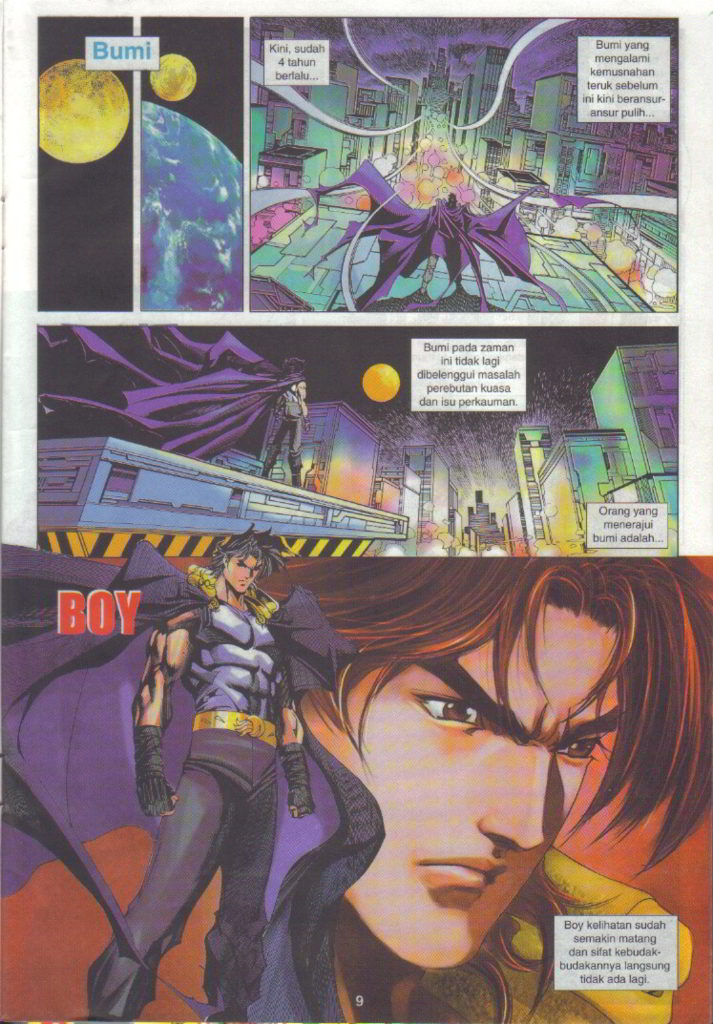 Bumi
Kini, sudah
4 tahun
berlalu...
Bumi yang
mengalami
kemusnahan
teruk sebelum
ini kini beransur-
ansur pulih...
Bumi pada zaman
ini tidak lagi
dibelenggui masalah
perebutan kuasa
dan isu perkauman.
Orang yang
menerajui
bumi adalah...
BOY
Boy kelihatan sudah
semakin matang
dan sifat kebudak-
budakannya langsung
tidak ada lagi.
9